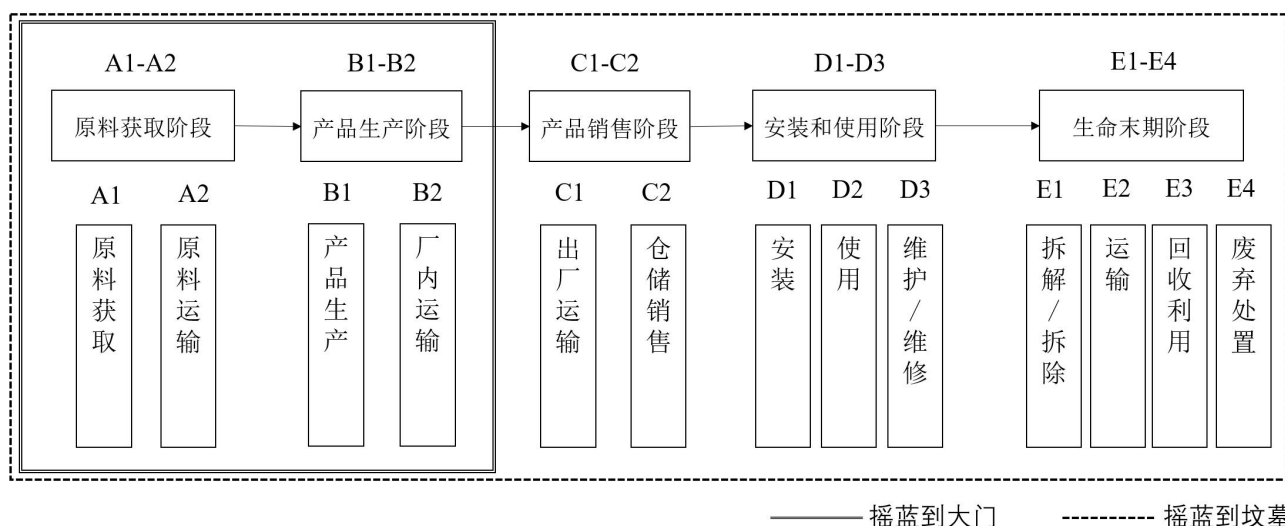 A1-A2 B1-B2 C1-C2 D1-D3 E1-E4
原料获取阶段 产品生产阶段 产品销售阶段 安装和使用阶段 生命末期阶段
A1 A2 B1 B2 C1 C2 D1 D2 D3 E1 E2 E3 E4
原料获取
原料运输
产品生产
厂内运输
出厂运输
仓储销售
安装
使用
维护/维修
拆解/拆除
运输
回收利用
废弃处置
摇蓝到大门 摇蓝到坟墓